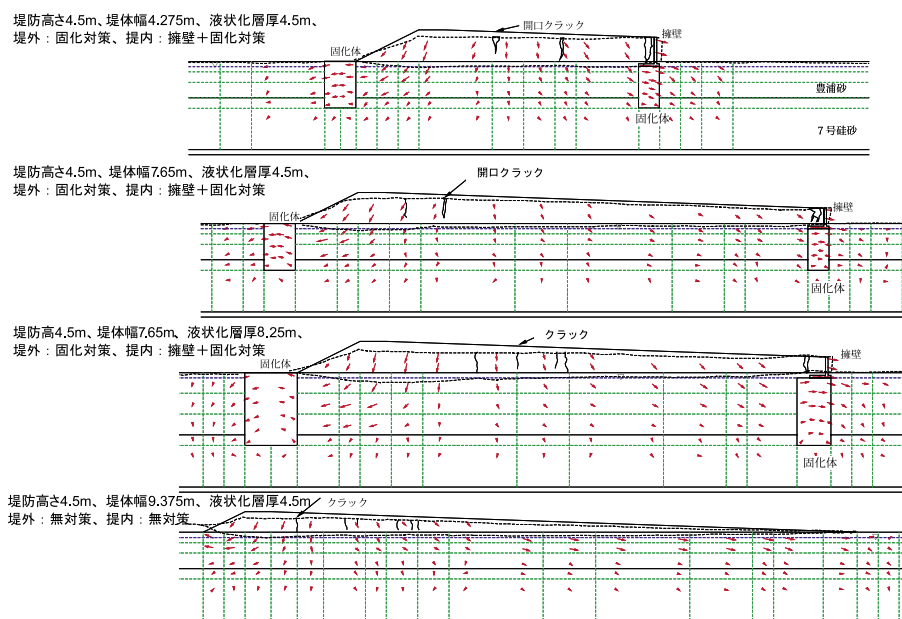 堤防高さ4.5m、堤体幅4.275m、液状化層厚4.5m、
堤外：固化対策、提内：擁壁＋固化対策
開口クラック
擁壁
固化体
豊浦砂
固化体
７号硅砂
堤防高さ4.5m、堤体幅7.65m、液状化層厚4.5m、
堤外：固化対策、提内：擁壁＋固化対策
開口クラック
固化体
擁壁
固化体
堤防高4.5m、堤体幅7.65m、液状化層厚8.25m、
堤外：固化対策、提内：擁壁＋固化対策
クラック
固化体
擁壁
固化体
堤防高さ4.5m、堤体幅9.375m、液状化層厚4.5m
堤外：無対策、提内：無対策
クラック